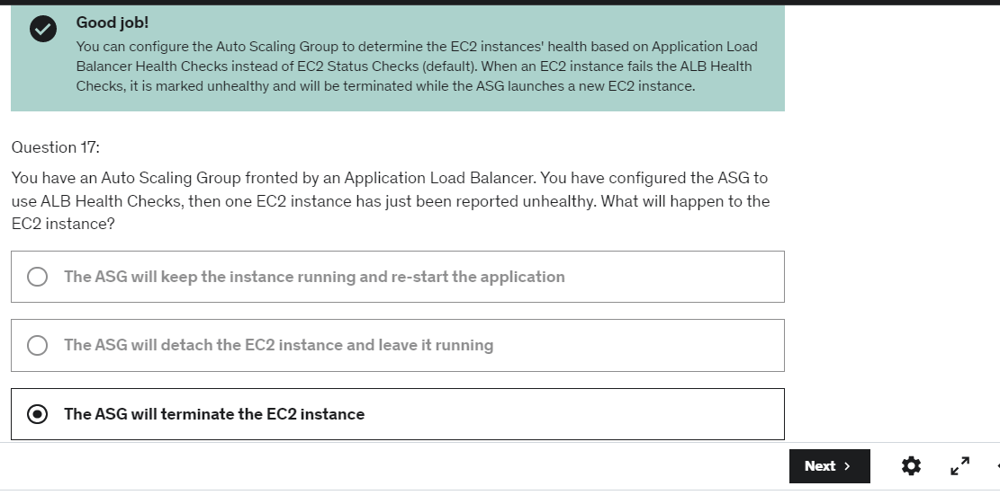 Good job!
You can configure the Auto Scaling Group to determine the EC2 instances' health based on Application Load
Balancer Health Checks instead of EC2 Status Checks (default). When an EC2 instance fails the ALB Health
Checks, it is marked unhealthy and will be terminated while the ASG launches a new EC2 instance.
Question 17:
You have an Auto Scaling Group fronted by an Application Load Balancer. You have configured the ASG to
use ALB Health Checks, then one EC2 instance has just been reported unhealthy. What will happen to the
EC2 instance?
The ASG will keep the instance running and re-start the application
The ASG will detach the EC2 instance and leave it running
The ASG will terminate the EC2 instance
Next